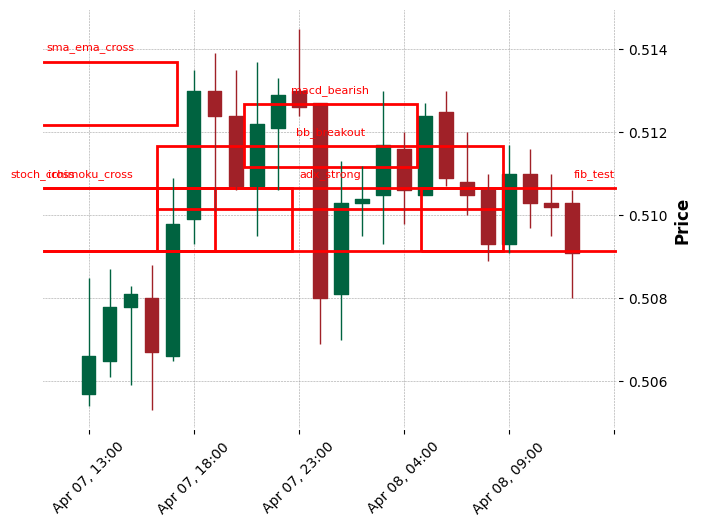 sma_ema_cross
macd_bearish
bb_breakout
stoch_cross
ichimoku_cross
adx_strong
fib_test
0.514
0.512
0.510
0.508
0.506
Price
Apr 07, 13:00
Apr 07, 18:00
Apr 07, 23:00
Apr 08, 04:00
Apr 08, 09:00